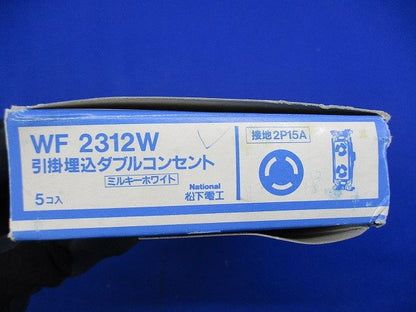 WF 2312W
引掛埋込ダブルコンセント
ミルキーホワイト
5コ入
National
松下電工
接地2P15A